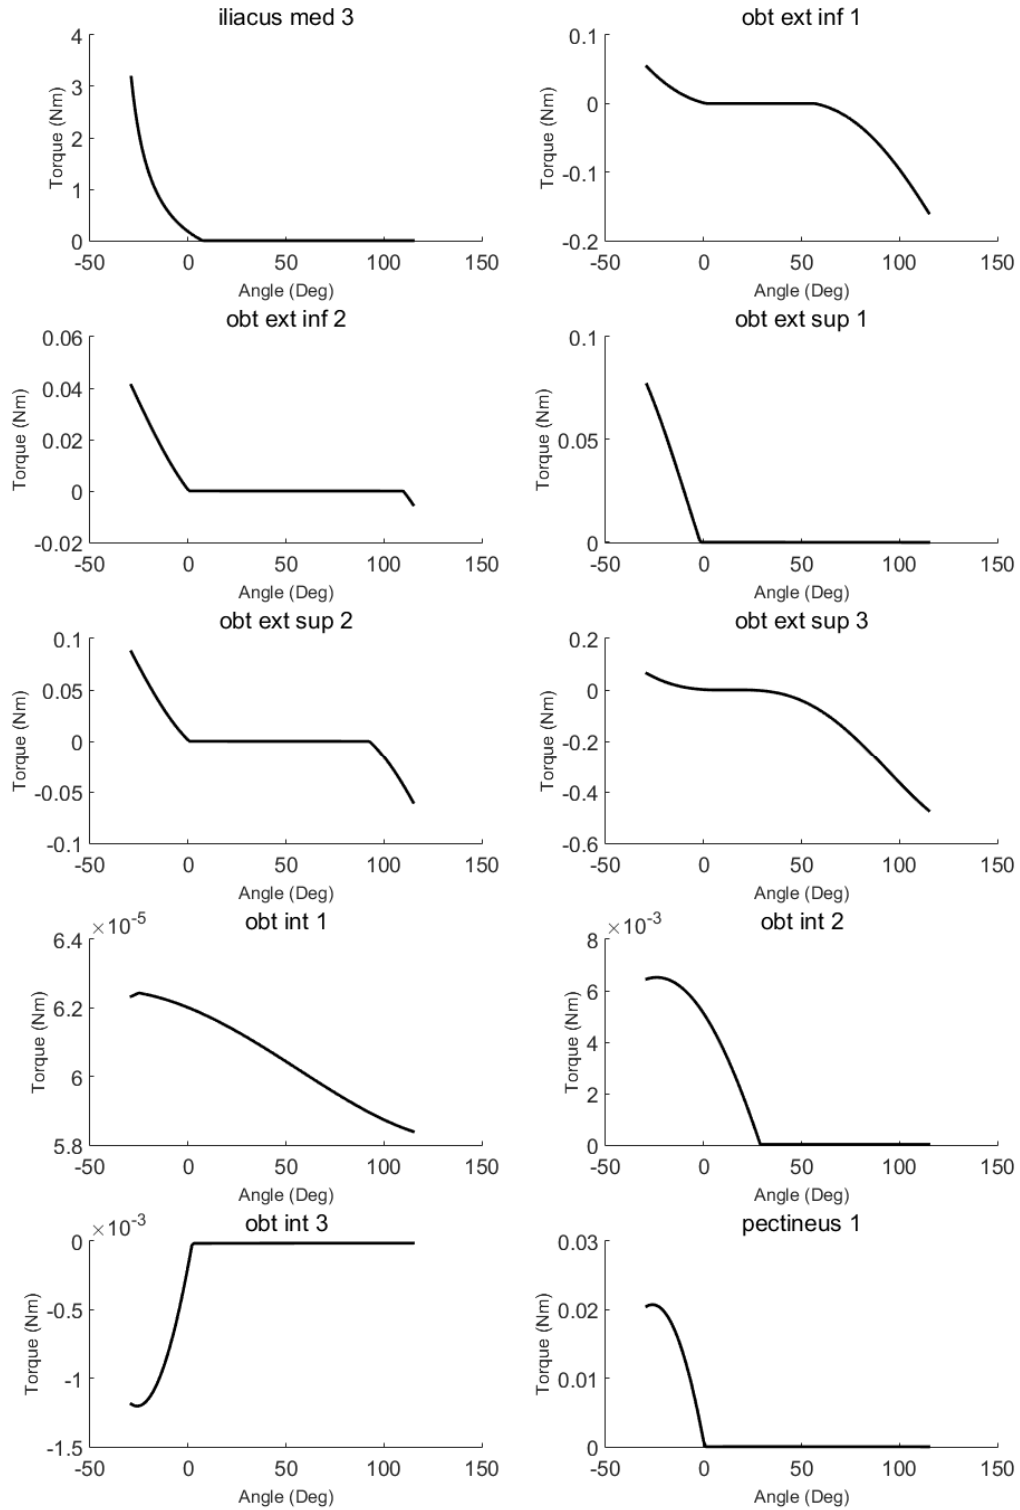 iliacus med 3
4
3
2
1
0
Torque (Nm)
-50 0 50 100 150
Angle (Deg)
obt ext inf 1
0.1
0
-0.1
-0.2
Torque (Nm)
-50 0 50 100 150
Angle (Deg)
obt ext inf 2
0.06
0.04
0.02
0
-0.02
Torque (Nm)
-50 0 50 100 150
Angle (Deg)
obt ext sup 1
0.1
0.05
0
Torque (Nm)
-50 0 50 100 150
Angle (Deg)
obt ext sup 2
0.1
0.05
0
-0.05
-0.1
Torque (Nm)
-50 0 50 100 150
Angle (Deg)
obt ext sup 3
0.2
0
-0.2
-0.4
-0.6
Torque (Nm)
-50 0 50 100 150
Angle (Deg)
×10-5
obt int 1
6.4
6.2
6
5.8
Torque (Nm)
-50 0 50 100 150
Angle (Deg)
×10-3
obt int 2
8
6
4
2
0
Torque (Nm)
-50 0 50 100 150
Angle (Deg)
×10-3
obt int 3
0
-0.5
-1
-1.5
Torque (Nm)
-50 0 50 100 150
Angle (Deg)
pectineus 1
0.03
0.02
0.01
0
Torque (Nm)
-50 0 50 100 150
Angle (Deg)